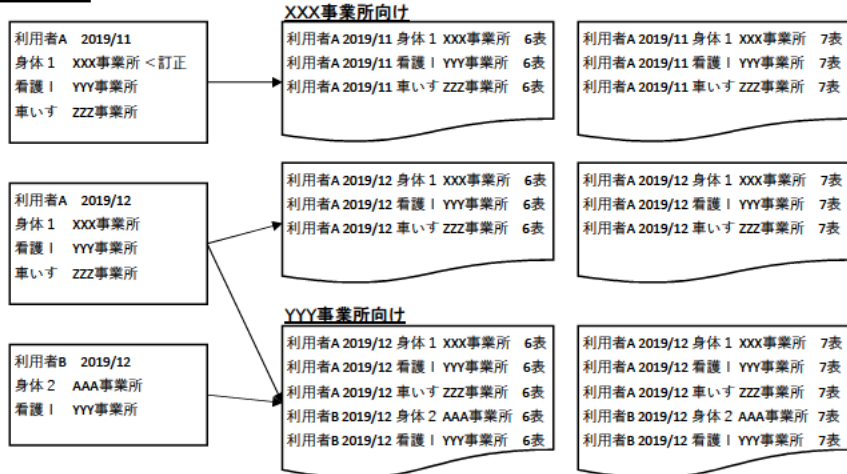 XXX事業所向け
利用者A 2019/11
身体1 XXX事業所 <訂正
看護Ⅰ YYY事業所
車いす ZZZ事業所
利用者A 2019/11 身体1 XXX事業所 6表
利用者A 2019/11 看護Ⅰ YYY事業所 6表
利用者A 2019/11 車いす ZZZ事業所 6表
利用者A 2019/11 身体1 XXX事業所 7表
利用者A 2019/11 看護Ⅰ YYY事業所 7表
利用者A 2019/11 車いす ZZZ事業所 7表
利用者A 2019/12
身体1 XXX事業所
看護Ⅰ YYY事業所
車いす ZZZ事業所
利用者A 2019/12 身体1 XXX事業所 6表
利用者A 2019/12 看護Ⅰ YYY事業所 6表
利用者A 2019/12 車いす ZZZ事業所 6表
利用者A 2019/12 身体1 XXX事業所 7表
利用者A 2019/12 看護Ⅰ YYY事業所 7表
利用者A 2019/12 車いす ZZZ事業所 7表
YYY事業所向け
利用者B 2019/12
身体2 AAA事業所
看護Ⅰ YYY事業所
利用者A 2019/12 身体1 XXX事業所 6表
利用者A 2019/12 看護Ⅰ YYY事業所 6表
利用者A 2019/12 車いす ZZZ事業所 6表
利用者B 2019/12 身体2 AAA事業所 6表
利用者B 2019/12 看護Ⅰ YYY事業所 6表
利用者A 2019/12 身体1 XXX事業所 7表
利用者A 2019/12 看護Ⅰ YYY事業所 7表
利用者A 2019/12 車いす ZZZ事業所 7表
利用者B 2019/12 身体2 AAA事業所 7表
利用者B 2019/12 看護Ⅰ YYY事業所 7表